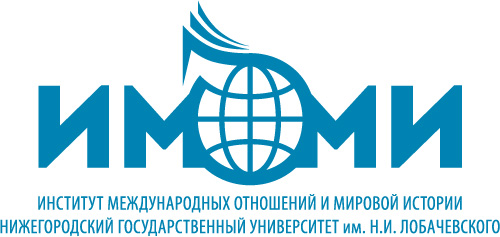 ИМОМИ
ИНСТИТУТ МЕЖДУНАРОДНЫХ ОТНОШЕНИЙ И МИРОВОЙ ИСТОРИИ
НИЖЕГОРОДСКИЙ ГОСУДАРСТВЕННЫЙ УНИВЕРСИТЕТ им. Н.И. ЛОБАЧЕВСКОГО